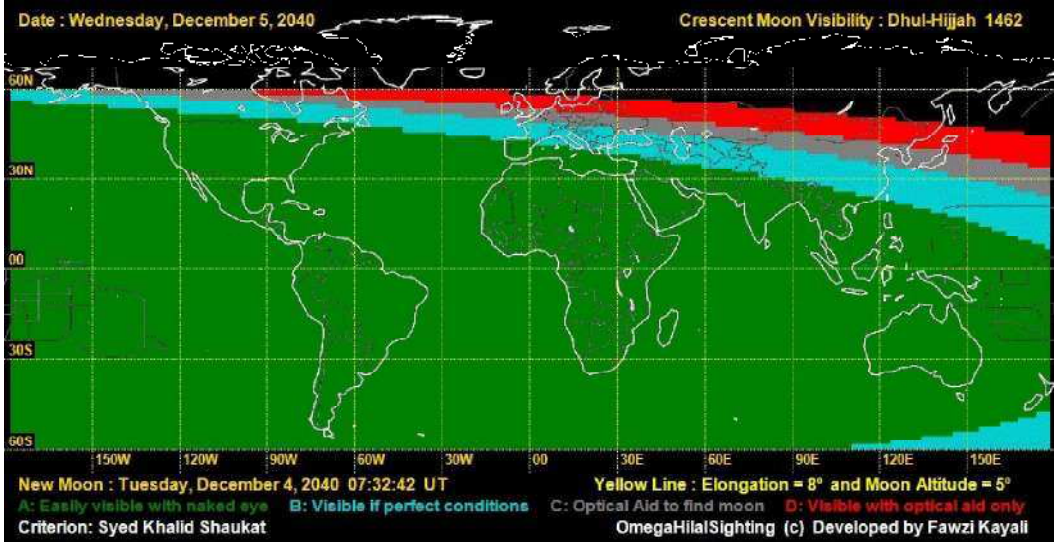 Date : Wednesday, December 5, 2040 Crescent Moon Visibility : Dhul-Hijjah 1462
60N
30N
00
30S
60S
150W 120W 90W 60W 30W 00 30E 60E 90E 120E 150E
New Moon : Tuesday, December 4, 2040 07:32:42 UT Yellow Line : Elongation = 8º and Moon Altitude = 5º
A: Easily visible with naked eye B: Visible if perfect conditions C: Optical Aid to find moon D: Visible with optical aid only
Criterion: Syed Khalid Shaukat OmegaHilalSighting (c) Developed by Fawzi Kayali